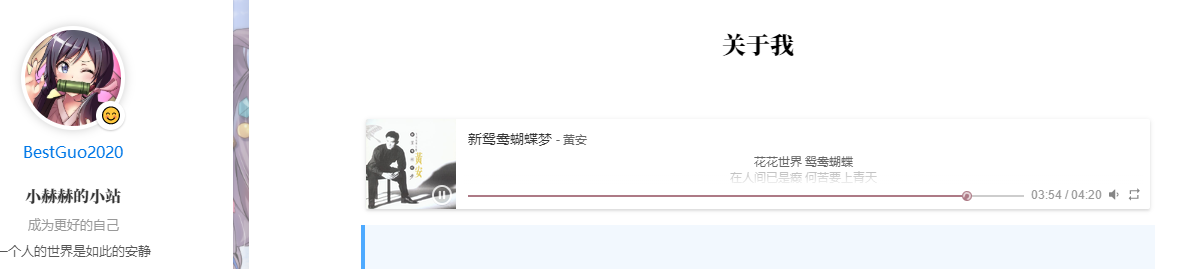 BestGuo2020
小赫赫的小站
成为更好的自己
一个人的世界是如此的安静
关于我
新鸳鸯蝴蝶梦 - 黄安
花花世界 鸳鸯蝴蝶
在人间已是癫 何苦要上青天
03:54 / 04:20
黄安